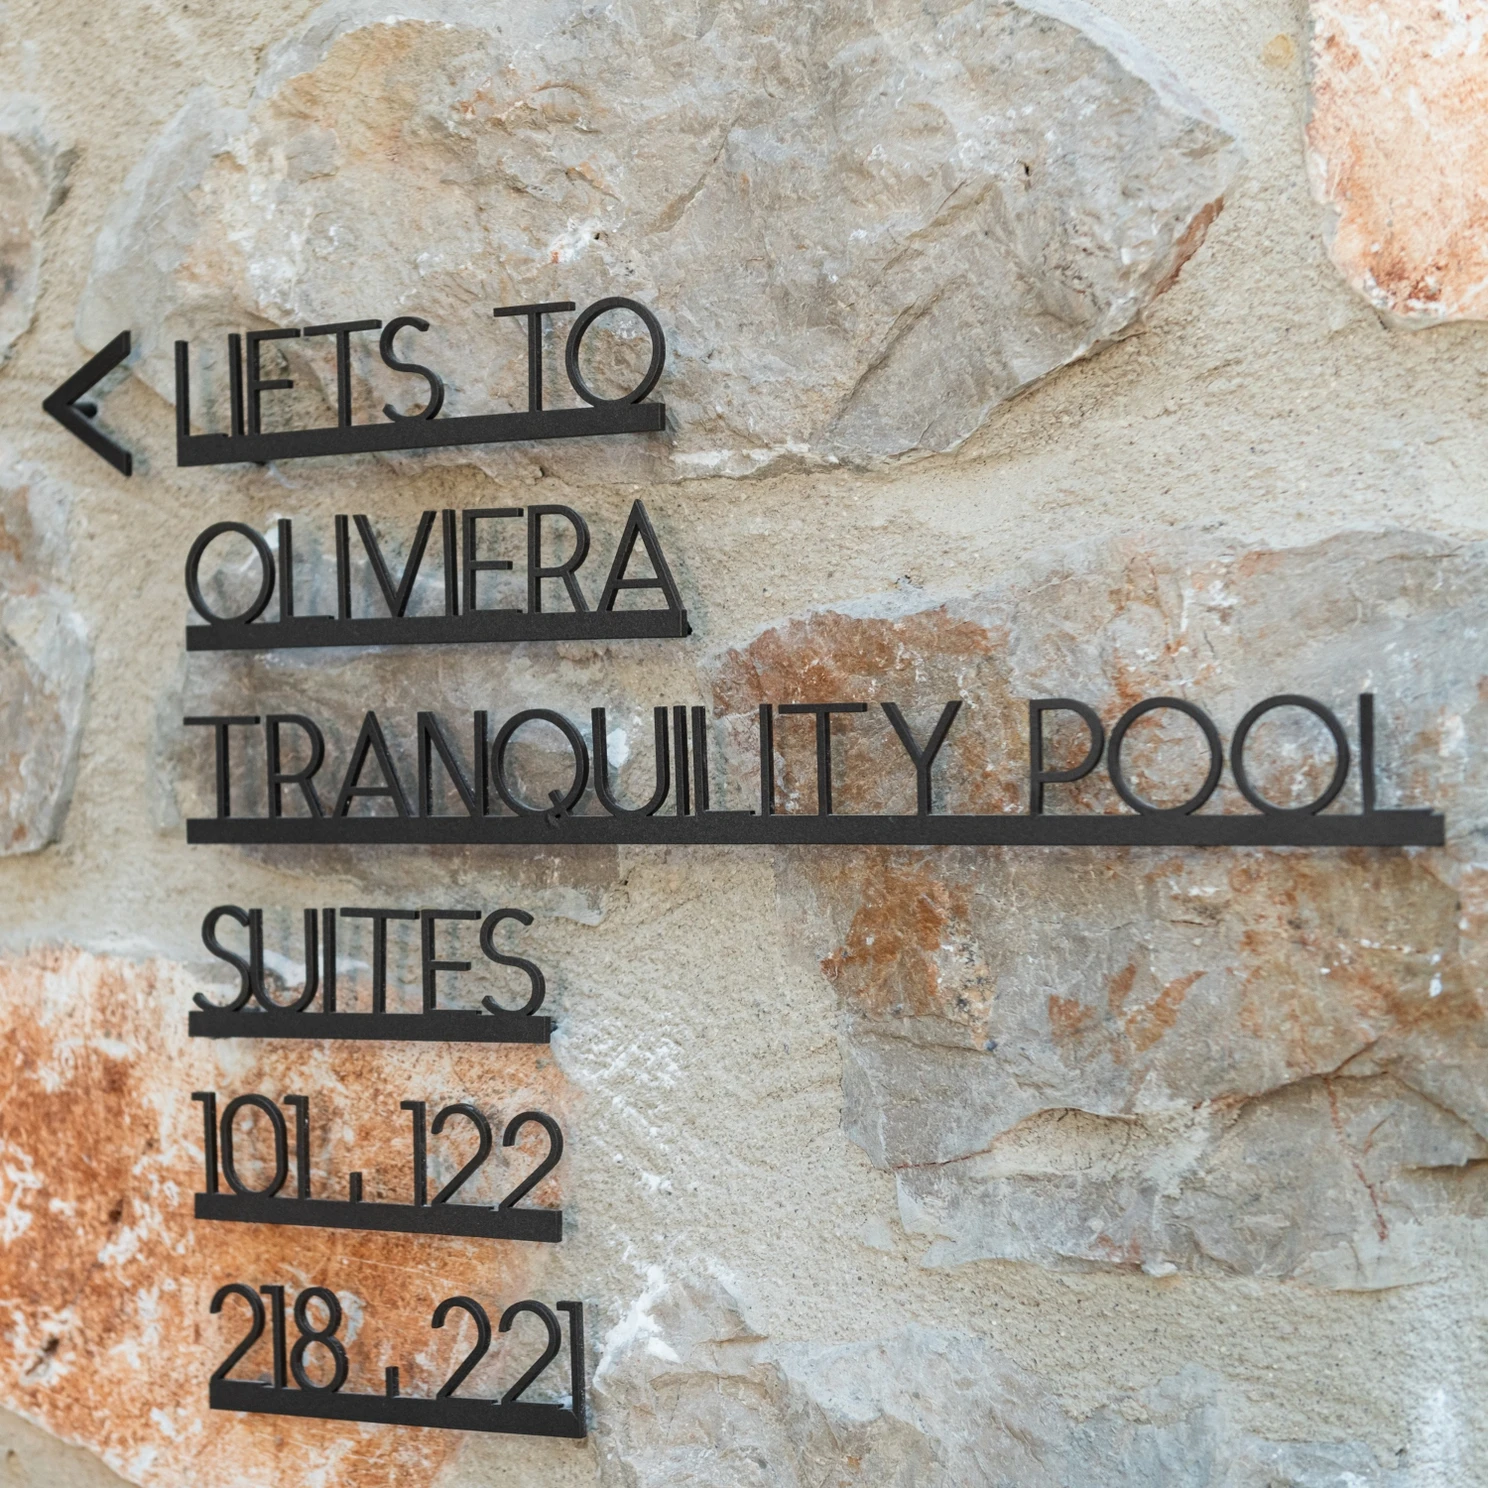 < LIFTS TO
OLIVIERA
TRANQUILITY POOL
SUITES
101 . 122
218 . 221